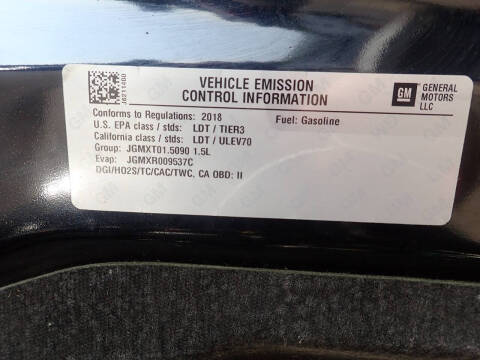 VEHICLE EMISSION
CONTROL INFORMATION
GM
GENERAL
MOTORS
LLC
Conforms to Regulations: 2018
Fuel: Gasoline
U.S. EPA class / stds: LDT / TIER3
California class / stds: LDT / ULEV70
Group: JGMXT01.5090 1.5L
Evap: JGMXR009537C
DGI/HO2S/TC/CAC/TWC, CA OBD: II